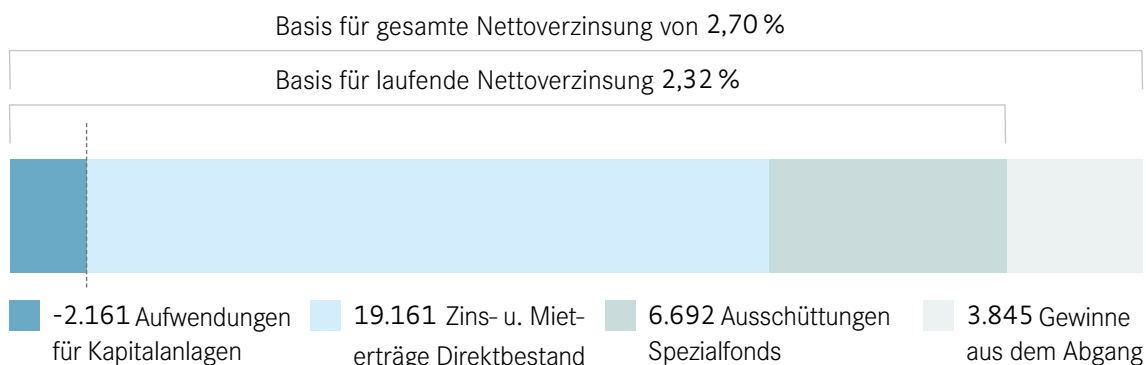 Basis für gesamte Nettoverzinsung von 2,70 %
Basis für laufende Nettoverzinsung 2,32 %
-2.161 Aufwendungen
für Kapitalanlagen
19.161 Zins- u. Miet-
erträge Direktbestand
6.692 Ausschüttungen
Spezialfonds
3.845 Gewinne
aus dem Abgang